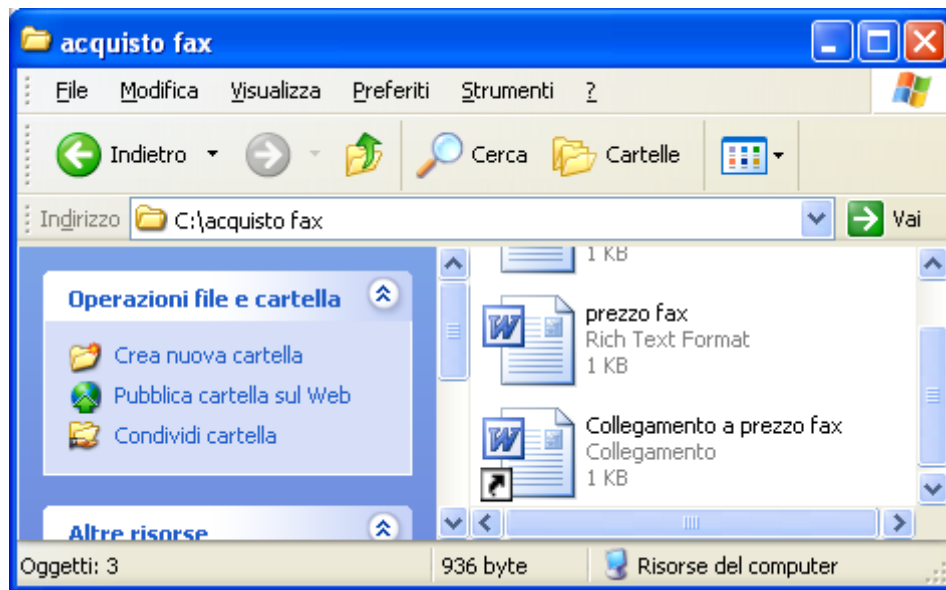 acquisto fax
File Modifica Visualizza Preferiti Strumenti ?
Indietro Cerca Cartelle
Indirizzo C:\acquisto fax Vai
Operazioni file e cartella
Crea nuova cartella
Pubblica cartella sul Web
Condividi cartella
Altre risorse
1 KB
prezzo fax
Rich Text Format
1 KB
Collegamento a prezzo fax
Collegamento
1 KB
Oggetti: 3 936 byte Risorse del computer